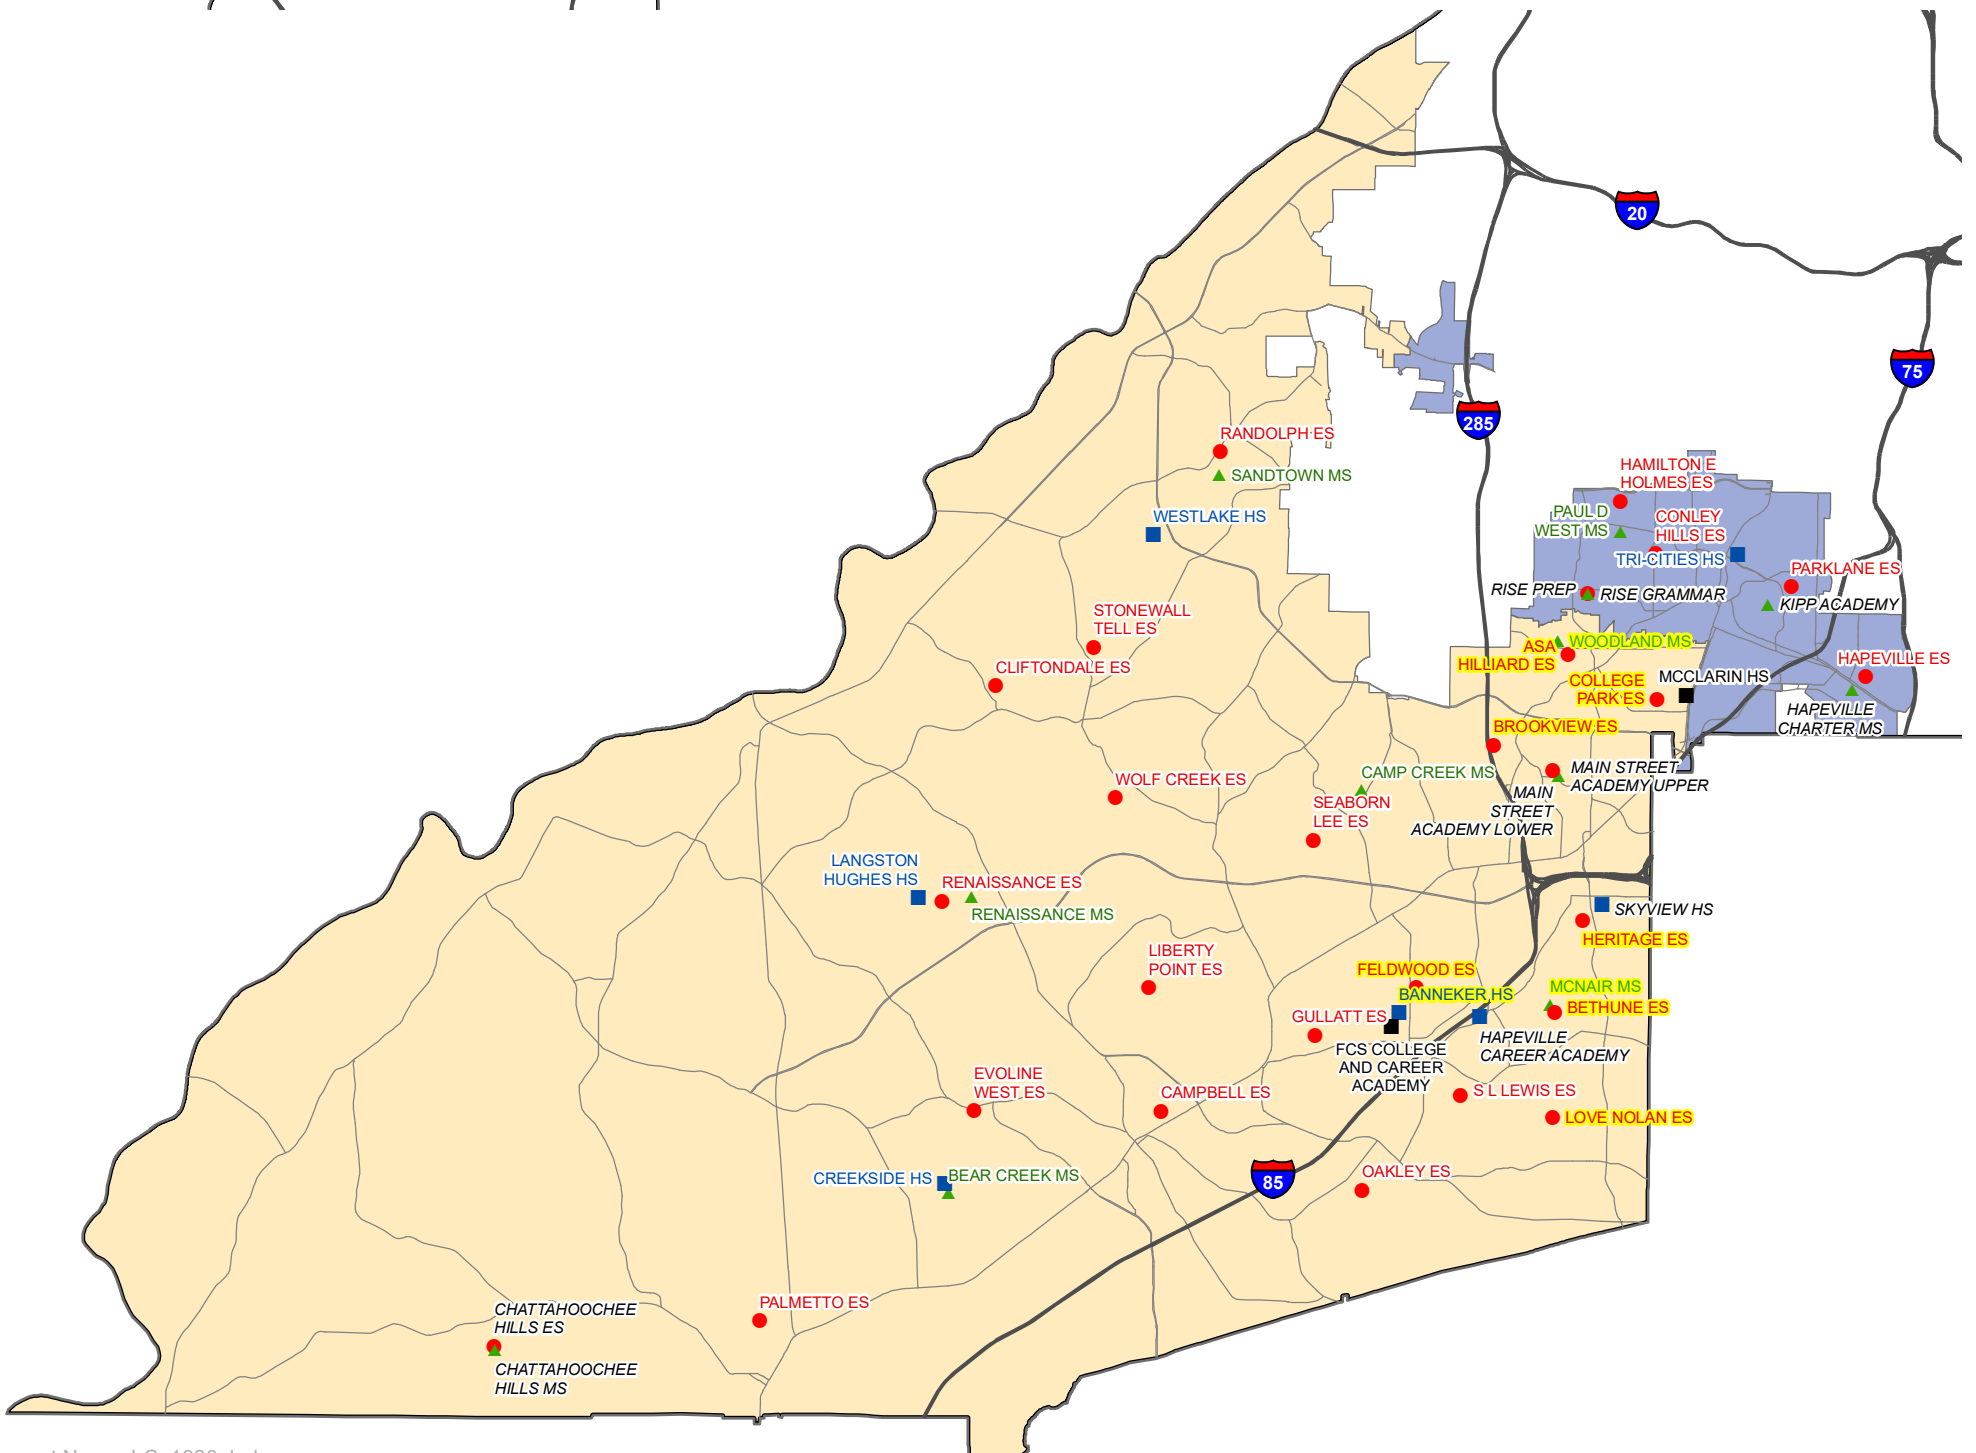 20
75
285
RANDOLPH ES
SANDTOWN MS
WESTLAKE HS
HAMILTON E
HOLMES ES
PAUL D
WEST MS
CONLEY
HILLS ES
TRI-CITIES HS
PARKLANE ES
RISE PREP
RISE GRAMMAR
KIPP ACADEMY
STONEWALL
TELL ES
CLIFTONDALE ES
ASA
HILLIARD ES
WOODLAND MS
HAPEVILLE ES
COLLEGE
PARK ES
MCCLARIN HS
HAPEVILLE
CHARTER MS
BROOKVIEW ES
WOLF CREEK ES
CAMP CREEK MS
MAIN STREET
ACADEMY UPPER
SEABORN
LEE ES
MAIN
STREET
ACADEMY LOWER
LANGSTON
HUGHES HS
RENAISSANCE ES
RENAISSANCE MS
SKYVIEW HS
HERITAGE ES
LIBERTY
POINT ES
FELDWOOD ES
BANNEKER HS
MCNAIR MS
BETHUNE ES
GULLATT ES
HAPEVILLE
CAREER ACADEMY
FCS COLLEGE
AND CAREER
ACADEMY
EVOLINE
WEST ES
CAMPBELL ES
S L LEWIS ES
LOVE NOLAN ES
CREEKSIDE HS
BEAR CREEK MS
85
OAKLEY ES
PALMETTO ES
CHATTAHOOCHEE
HILLS ES
CHATTAHOOCHEE
HILLS MS